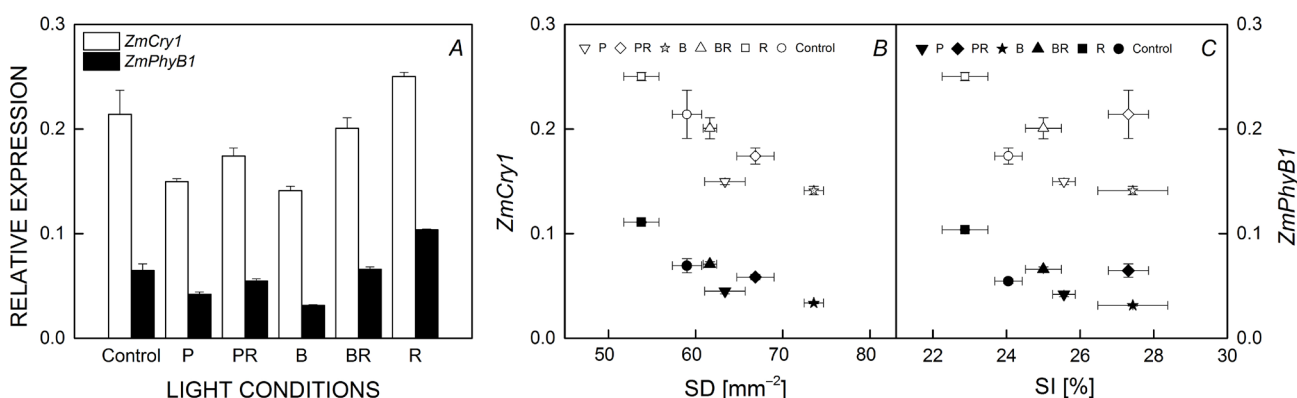 0.3
0.2
0.1
0.0
RELATIVE EXPRESSION
ZmCry1
ZmPhyB1
A
Control P PR B BR R
LIGHT CONDITIONS
0.3
0.2
0.1
0.0
ZmCry1
P PR B BR R Control
B
50 60 70 80
SD [mm⁻²]
P PR B BR R Control
C
22 24 26 28 30
SI [%]
0.3
0.2
0.1
0.0
ZmPhyB1